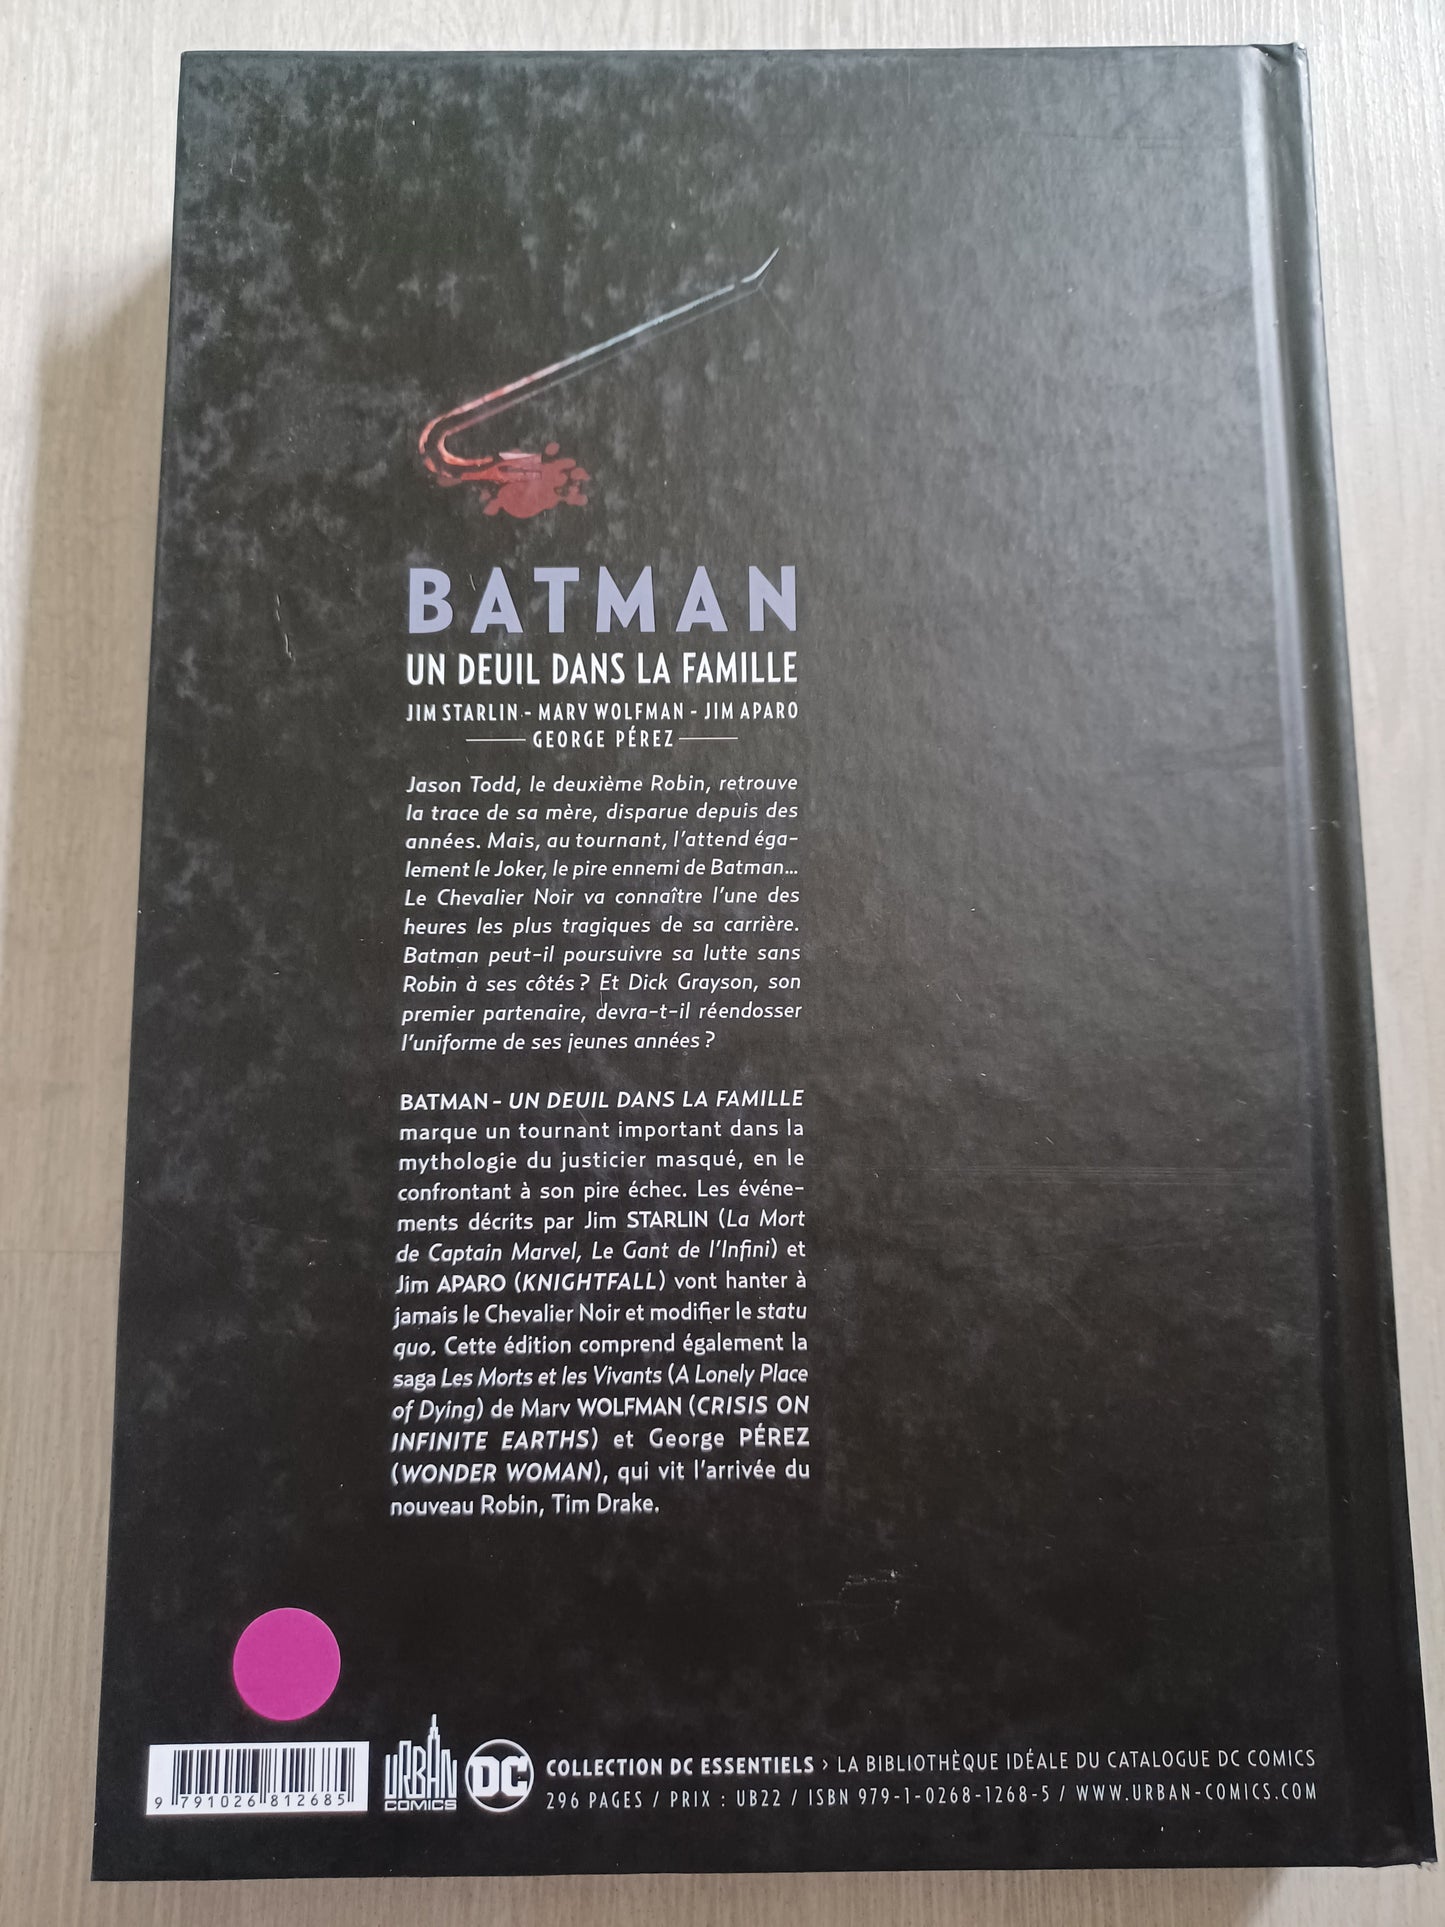 BATMAN
UN DEUIL DANS LA FAMILLE
JIM STARLIN - MARV WOLFMAN - JIM APARO
GEORGE PÉREZ
Jason Todd, le deuxième Robin, retrouve
la trace de sa mère, disparue depuis des
années. Mais, au tournant, l'attend éga-
lement le Joker, le pire ennemi de Batman...
Le Chevalier Noir va connaître l'une des
heures les plus tragiques de sa carrière.
Batman peut-il poursuivre sa lutte sans
Robin à ses côtés ? Et Dick Grayson, son
premier partenaire, devra-t-il réendosser
l'uniforme de ses jeunes années ?
BATMAN - UN DEUIL DANS LA FAMILLE
marque un tournant important dans la
mythologie du justicier masqué, en le
confrontant à son pire échec. Les événe-
ments décrits par Jim STARLIN (La Mort
de Captain Marvel, Le Gant de l'Infini) et
Jim APARO (KNIGHTFALL) vont hanter à
jamais le Chevalier Noir et modifier le statu
quo. Cette édition comprend également la
saga Les Morts et les Vivants (A Lonely Place
of Dying) de Marv WOLFMAN (CRISIS ON
INFINITE EARTHS) et George PÉREZ
(WONDER WOMAN), qui vit l'arrivée du
nouveau Robin, Tim Drake.
9 791026 812685
URBAN
COMICS
DC
COLLECTION DC ESSENTIELS > LA BIBLIOTHÈQUE IDÉALE DU CATALOGUE DC COMICS
296 PAGES / PRIX : UB22 / ISBN 979-1-0268-1268-5 / WWW.URBAN-COMICS.COM